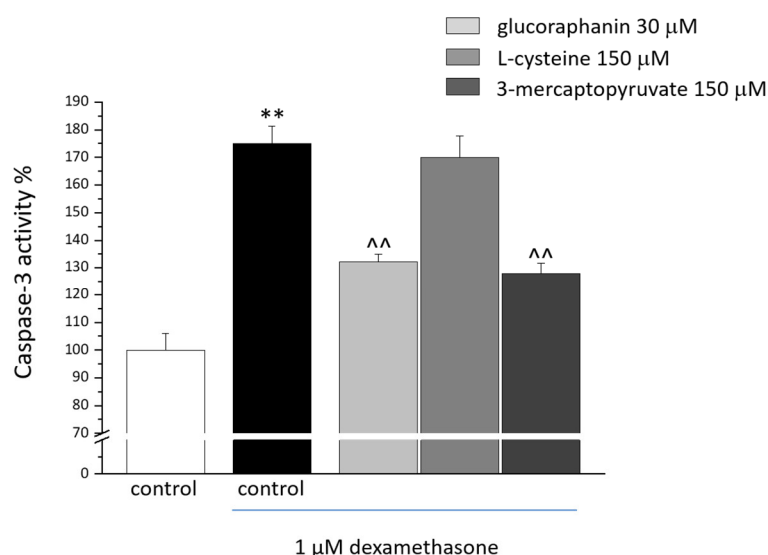 glucoraphanin 30 μM
L-cysteine 150 μM
3-mercaptopyruvate 150 μM
Caspase-3 activity %
190
180
170
160
150
140
130
120
110
100
90
80
70
0
**
^^
^^
control
control
1 μM dexamethasone